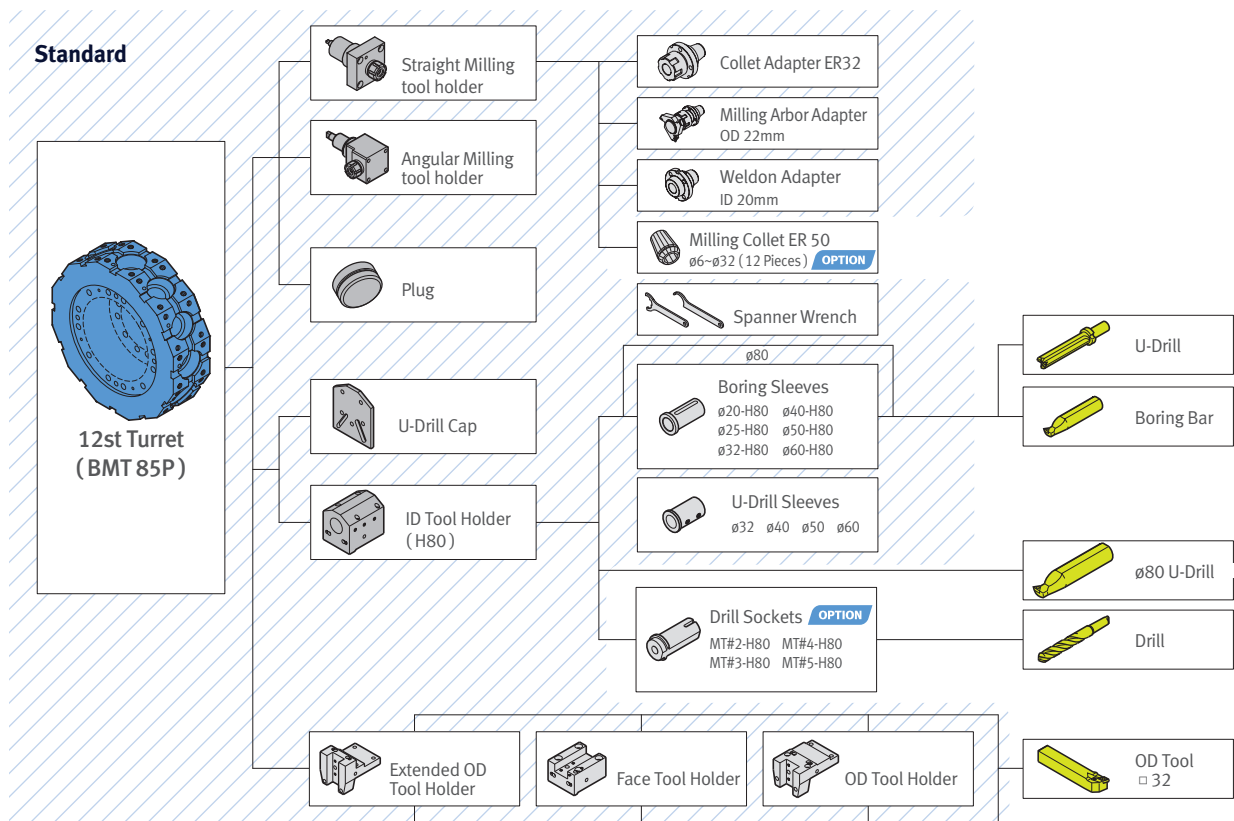 Standard
12st Turret
( BMT 85P )
Straight Milling
tool holder
Angular Milling
tool holder
Plug
U-Drill Cap
ID Tool Holder
( H80 )
Collet Adapter ER32
Milling Arbor Adapter
OD 22mm
Weldon Adapter
ID 20mm
Milling Collet ER 50
ø6~ø32 ( 12 Pieces ) OPTION
Spanner Wrench
ø80
Boring Sleeves
ø20-H80 ø40-H80
ø25-H80 ø50-H80
ø32-H80 ø60-H80
U-Drill Sleeves
ø32 ø40 ø50 ø60
Drill Sockets OPTION
MT#2-H80 MT#4-H80
MT#3-H80 MT#5-H80
U-Drill
Boring Bar
ø80 U-Drill
Drill
Extended OD
Tool Holder
Face Tool Holder
OD Tool Holder
OD Tool
□ 32